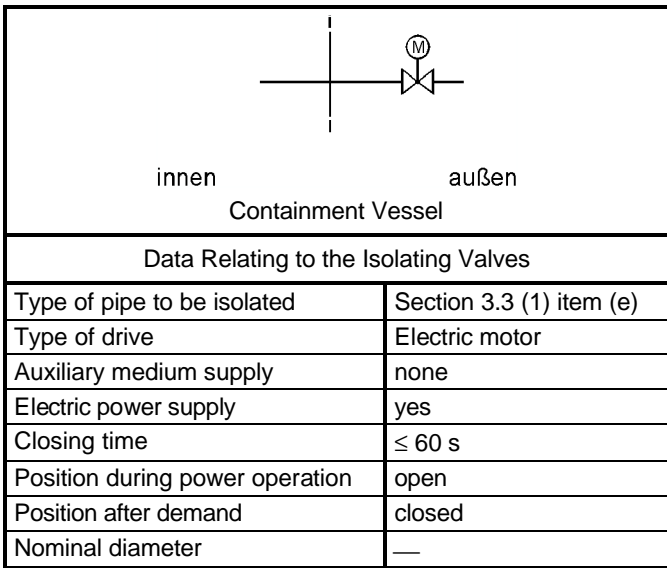 M
innen außen
Containment Vessel
Data Relating to the Isolating Valves
Type of pipe to be isolated Section 3.3 (1) item (e)
Type of drive Electric motor
Auxiliary medium supply none
Electric power supply yes
Closing time ≤ 60 s
Position during power operation open
Position after demand closed
Nominal diameter —